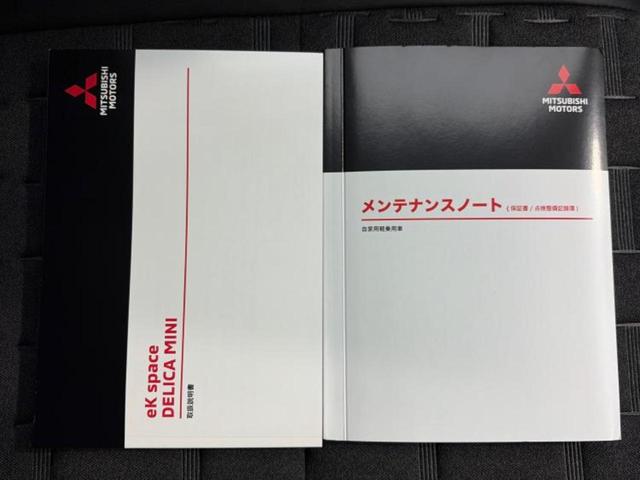 MITSUBISHI
MOTORS
eK space
DELICA MINI
取扱説明書
MITSUBISHI
MOTORS
メンテナンスノート (保証書/点検整備記録簿)
自家用軽乗用車